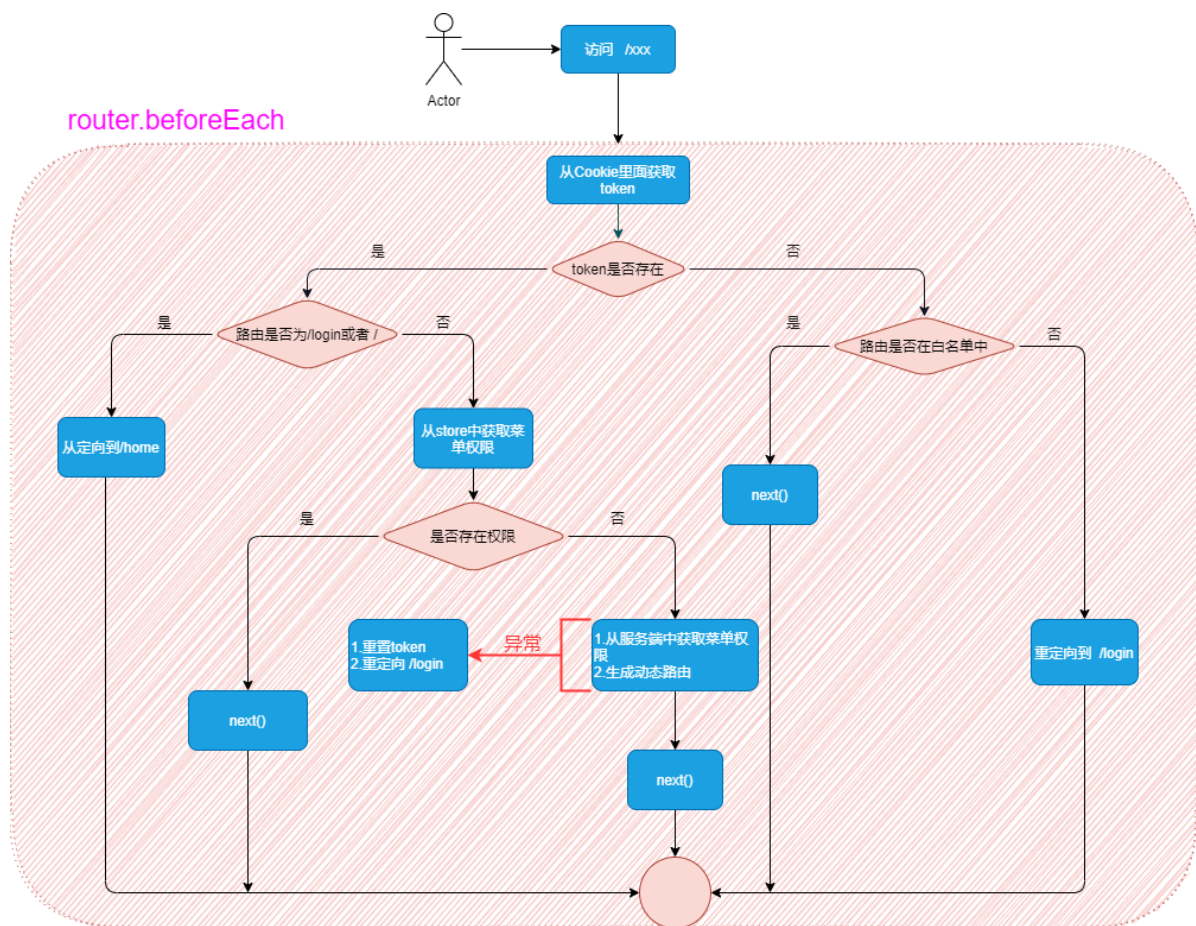 访问 /xxx
Actor
router.beforeEach
从Cookie里面获取
token
是
token是否存在
否
是
路由是否为/login或者 /
否
是
路由是否在白名单中
否
从定向到/home
从store中获取菜
单权限
next()
是
是否存在权限
否
1.重置token
2.重定向 /login
异常
1.从服务端中获取菜单权
限
2.生成动态路由
重定向到 /login
next()
next()